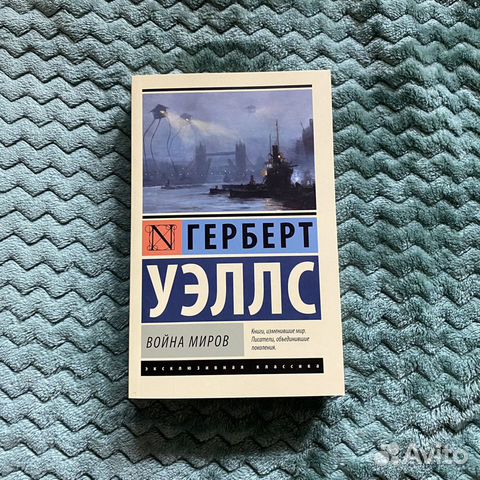 N ГЕРБЕРТ
УЭЛЛС
ВОЙНА МИРОВ
Книги, изменившие мир.
Писатели, объединившие
поколения.
эксклюзивная классика
Avito